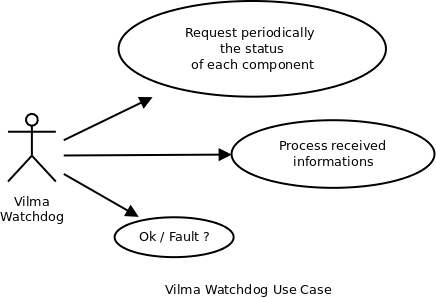 Request periodically
the status
of each component
Process received
informations
Vilma
Watchdog
Ok / Fault ?
Vilma Watchdog Use Case